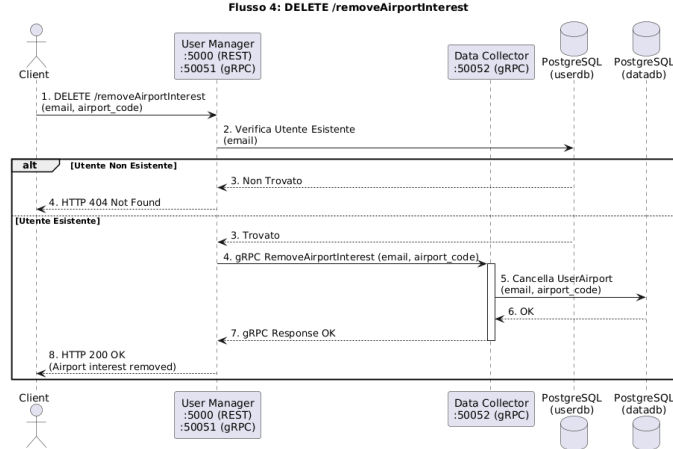 Flusso 4: DELETE /removeAirportInterest
Client
User Manager
:5000 (REST)
:50051 (gRPC)
Data Collector
:50052 (gRPC)
PostgreSQL
(userdb)
PostgreSQL
(datadb)
1. DELETE /removeAirportInterest
(email, airport_code)
2. Verifica Utente Esistente
(email)
alt
[Utente Non Esistente]
3. Non Trovato
4. HTTP 404 Not Found
[Utente Esistente]
3. Trovato
4. gRPC RemoveAirportInterest (email, airport_code)
5. Cancella UserAirport
(email, airport_code)
6. OK
7. gRPC Response OK
8. HTTP 200 OK
(Airport interest removed)
Client
User Manager
:5000 (REST)
:50051 (gRPC)
Data Collector
:50052 (gRPC)
PostgreSQL
(userdb)
PostgreSQL
(datadb)